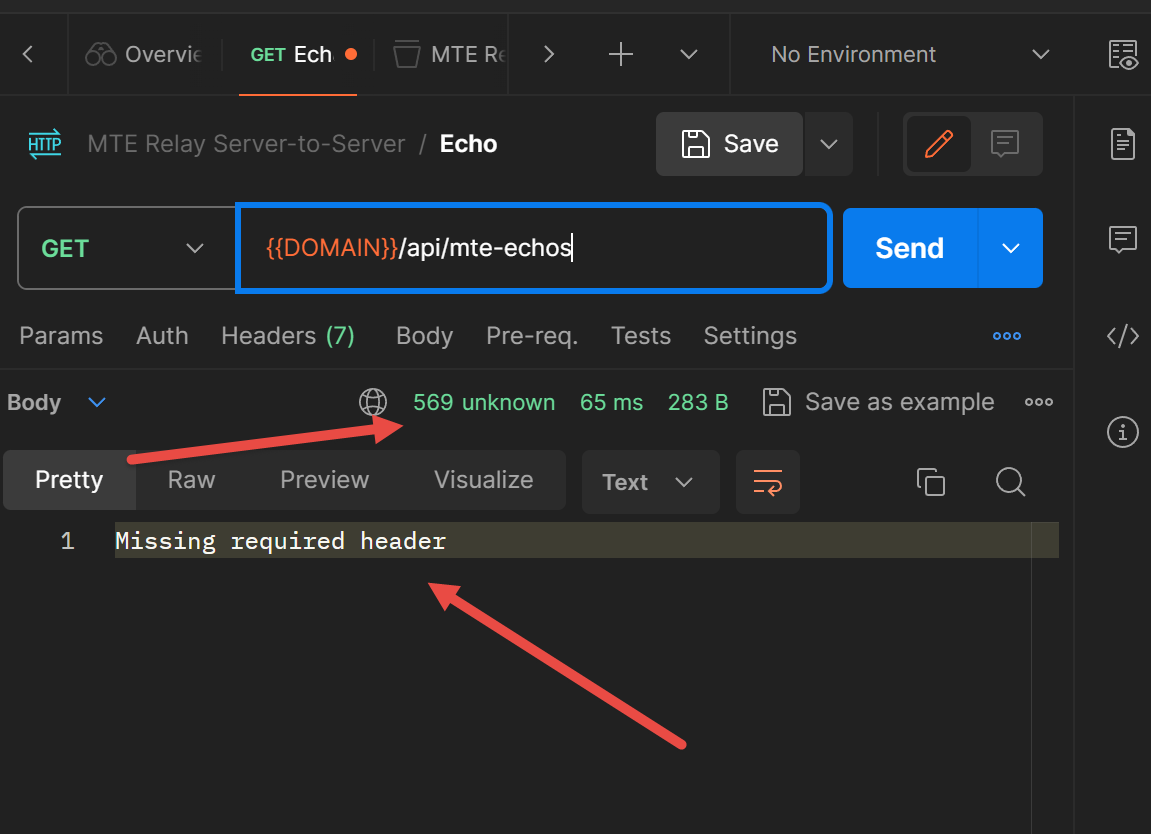 Overvie GET Ech MTE Re No Environment
HTTP MTE Relay Server-to-Server / Echo Save
GET {{DOMAIN}}/api/mte-echos Send
Params Auth Headers (7) Body Pre-req. Tests Settings
Body 569 unknown 65 ms 283 B Save as example
Pretty Raw Preview Visualize Text
1 Missing required header